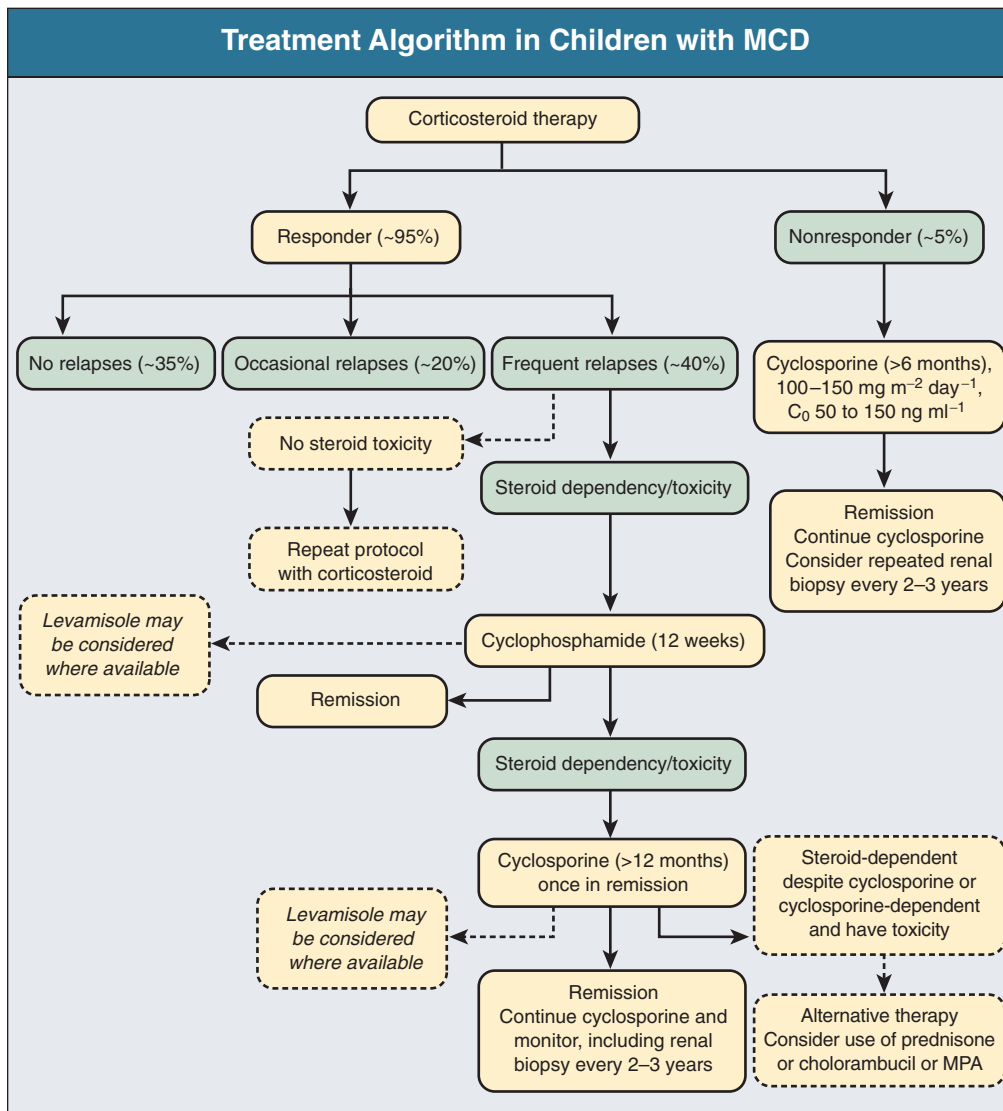 Treatment Algorithm in Children with MCD
Corticosteroid therapy
Responder (~95%)
Nonresponder (~5%)
No relapses (~35%)
Occasional relapses (~20%)
Frequent relapses (~40%)
Cyclosporine (>6 months),
100–150 mg m⁻² day⁻¹,
C₀ 50 to 150 ng ml⁻¹
No steroid toxicity
Steroid dependency/toxicity
Repeat protocol
with corticosteroid
Remission
Continue cyclosporine
Consider repeated renal
biopsy every 2–3 years
Levamisole may
be considered
where available
Cyclophosphamide (12 weeks)
Remission
Steroid dependency/toxicity
Cyclosporine (>12 months)
once in remission
Steroid-dependent
despite cyclosporine or
cyclosporine-dependent
and have toxicity
Levamisole may
be considered
where available
Remission
Continue cyclosporine and
monitor, including renal
biopsy every 2–3 years
Alternative therapy
Consider use of prednisone
or cholorambucil or MPA